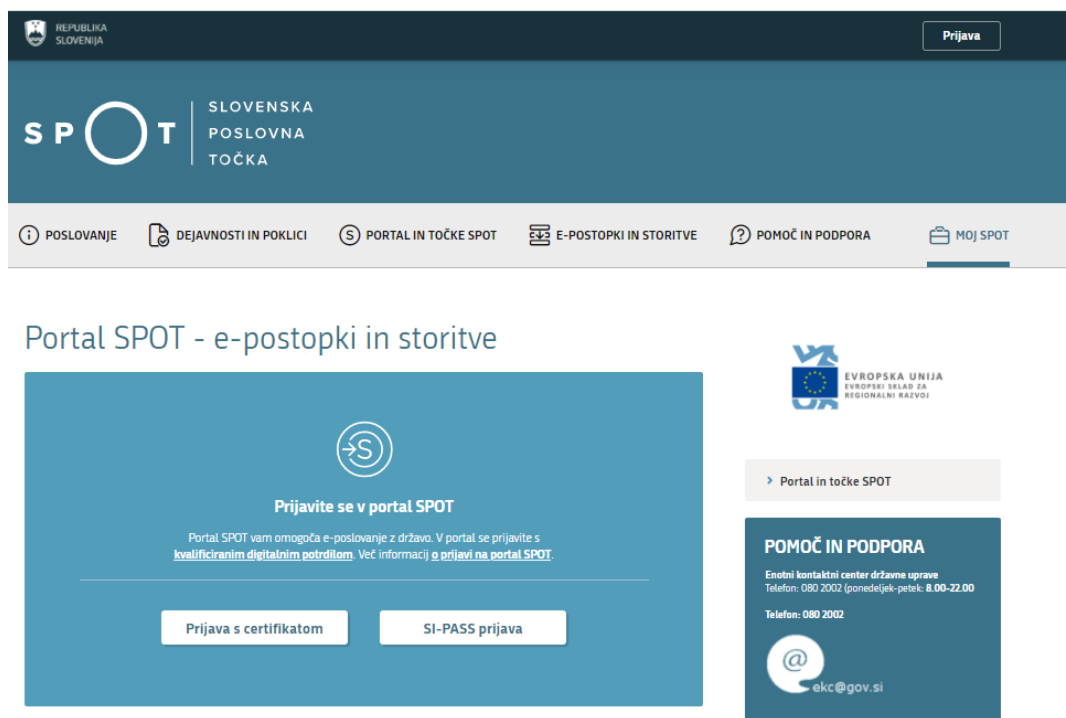 REPUBLIKA
SLOVENIJA
Prijava
SPOT
SLOVENSKA
POSLOVNA
TOČKA
POSLOVANJE
DEJAVNOSTI IN POKLICI
PORTAL IN TOČKE SPOT
E-POSTOPKI IN STORITVE
POMOČ IN PODPORA
MOJ SPOT
Portal SPOT - e-postopki in storitve
S
Prijavite se v portal SPOT
Portal SPOT vam omogoča e-poslovanje z državo. V portal se prijavite s
kvalificiranim digitalnim potrdilom. Več informacij o prijavi na portal SPOT.
Prijava s certifikatom
SI-PASS prijava
EVROPSKA UNIJA
EVROPSKI SKLAD ZA
REGIONALNI RAZVOJ
Portal in točke SPOT
POMOČ IN PODPORA
Enotni kontaktni center državne uprave
Telefon: 080 2002 (ponedeljek-petek: 8.00-22.00
Telefon: 080 2002
@
ekc@gov.si